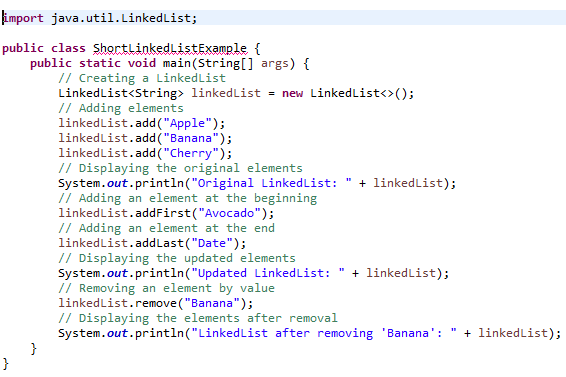 import java.util.LinkedList;
public class ShortLinkedListExample {
    public static void main(String[] args) {
        // Creating a LinkedList
        LinkedList<String> linkedList = new LinkedList<>();
        // Adding elements
        linkedList.add("Apple");
        linkedList.add("Banana");
        linkedList.add("Cherry");
        // Displaying the original elements
        System.out.println("Original LinkedList: " + linkedList);
        // Adding an element at the beginning
        linkedList.addFirst("Avocado");
        // Adding an element at the end
        linkedList.addLast("Date");
        // Displaying the updated elements
        System.out.println("Updated LinkedList: " + linkedList);
        // Removing an element by value
        linkedList.remove("Banana");
        // Displaying the elements after removal
        System.out.println("LinkedList after removing 'Banana': " + linkedList);
    }
}